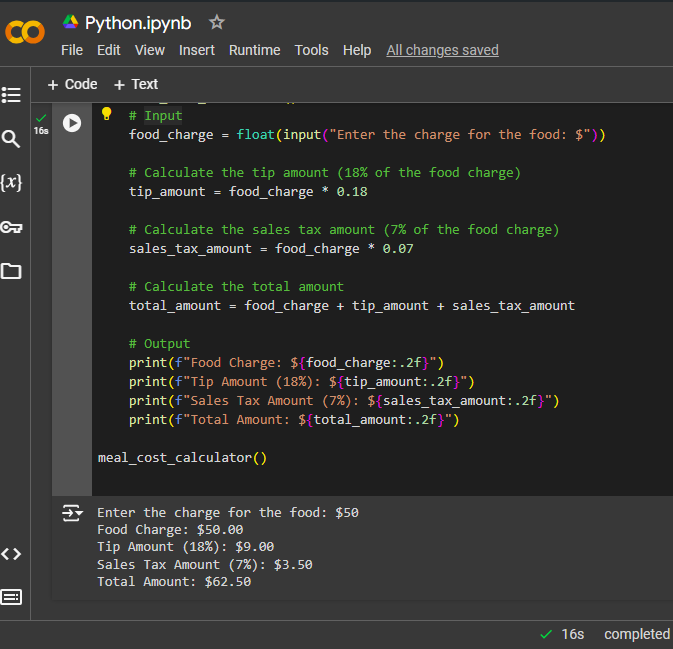 Python.ipynb
File Edit View Insert Runtime Tools Help All changes saved
+ Code + Text
16s
# Input
food_charge = float(input("Enter the charge for the food: $"))
# Calculate the tip amount (18% of the food charge)
tip_amount = food_charge * 0.18
# Calculate the sales tax amount (7% of the food charge)
sales_tax_amount = food_charge * 0.07
# Calculate the total amount
total_amount = food_charge + tip_amount + sales_tax_amount
# Output
print(f"Food Charge: ${food_charge:.2f}")
print(f"Tip Amount (18%): ${tip_amount:.2f}")
print(f"Sales Tax Amount (7%): ${sales_tax_amount:.2f}")
print(f"Total Amount: ${total_amount:.2f}")
meal_cost_calculator()
Enter the charge for the food: $50
Food Charge: $50.00
Tip Amount (18%): $9.00
Sales Tax Amount (7%): $3.50
Total Amount: $62.50
{x}
<>
16s completed